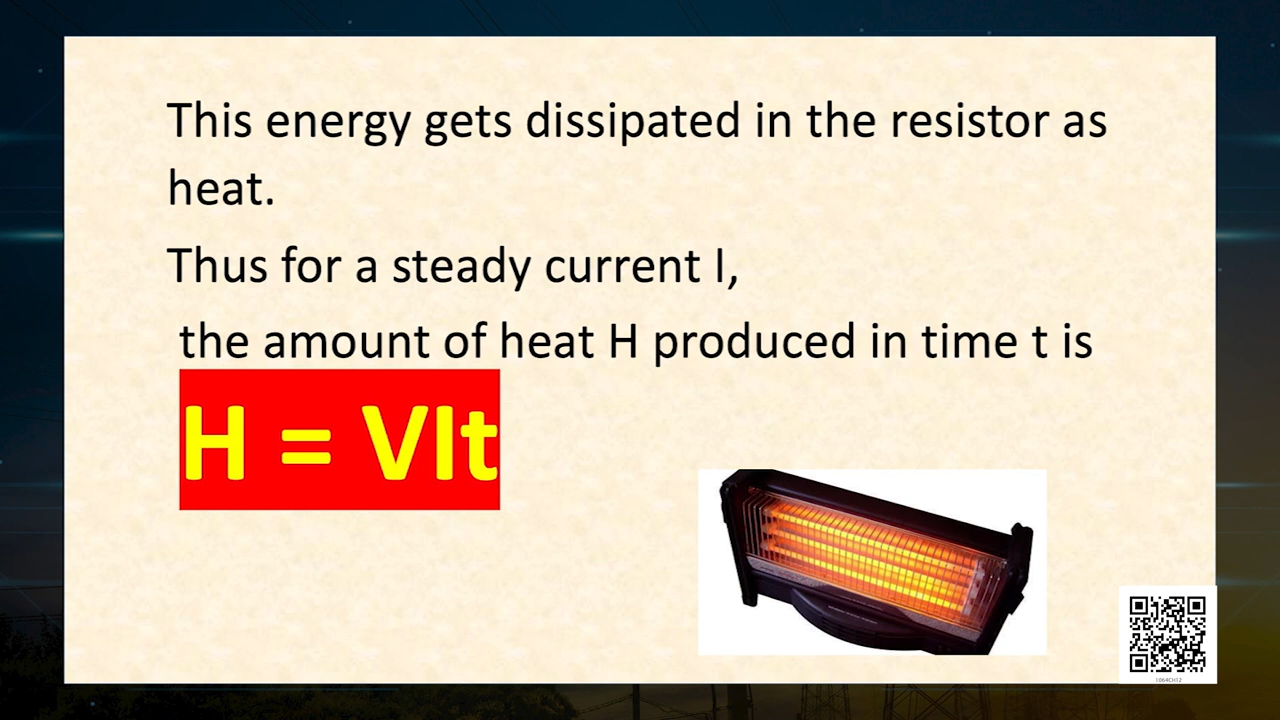 This energy gets dissipated in the resistor as
heat.
Thus for a steady current I,
the amount of heat H produced in time t is
H = VIt
1064CH12